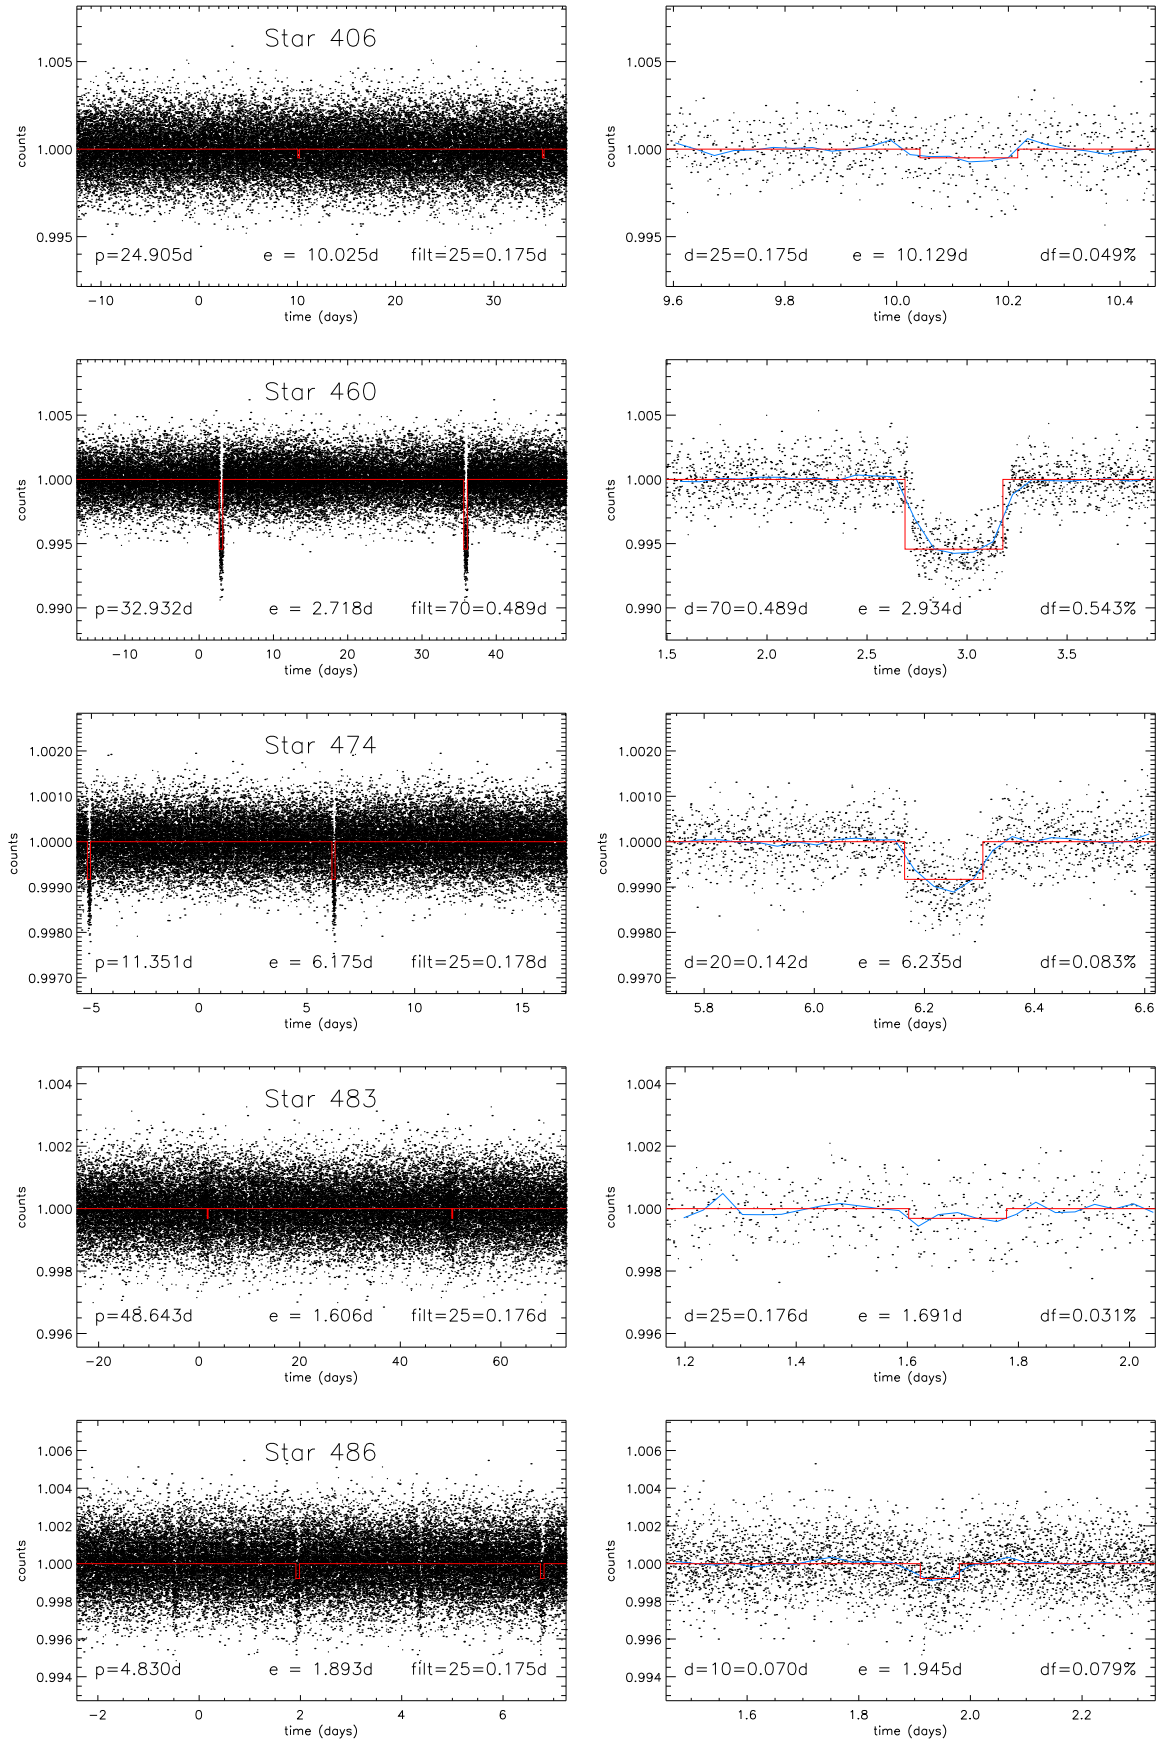 Star 406
counts
1.005
1.000
0.995
p=24.905d e = 10.025d filt=25=0.175d
-10 0 10 20 30
time (days)
counts
1.005
1.000
0.995
d=25=0.175d e = 10.129d df=0.049%
9.6 9.8 10.0 10.2 10.4
time (days)
Star 460
counts
1.005
1.000
0.995
0.990
p=32.932d e = 2.718d filt=70=0.489d
-10 0 10 20 30 40
time (days)
counts
1.005
1.000
0.995
0.990
d=70=0.489d e = 2.934d df=0.543%
1.5 2.0 2.5 3.0 3.5
time (days)
Star 474
counts
1.0020
1.0010
1.0000
0.9990
0.9980
0.9970
p=11.351d e = 6.175d filt=25=0.178d
-5 0 5 10 15
time (days)
counts
1.0020
1.0010
1.0000
0.9990
0.9980
0.9970
d=20=0.142d e = 6.235d df=0.083%
5.8 6.0 6.2 6.4 6.6
time (days)
Star 483
counts
1.004
1.002
1.000
0.998
0.996
p=48.643d e = 1.606d filt=25=0.176d
-20 0 20 40 60
time (days)
counts
1.004
1.002
1.000
0.998
0.996
d=25=0.176d e = 1.691d df=0.031%
1.2 1.4 1.6 1.8 2.0
time (days)
Star 486
counts
1.006
1.004
1.002
1.000
0.998
0.996
0.994
p=4.830d e = 1.893d filt=25=0.175d
-2 0 2 4 6
time (days)
counts
1.006
1.004
1.002
1.000
0.998
0.996
0.994
d=10=0.070d e = 1.945d df=0.079%
1.6 1.8 2.0 2.2
time (days)